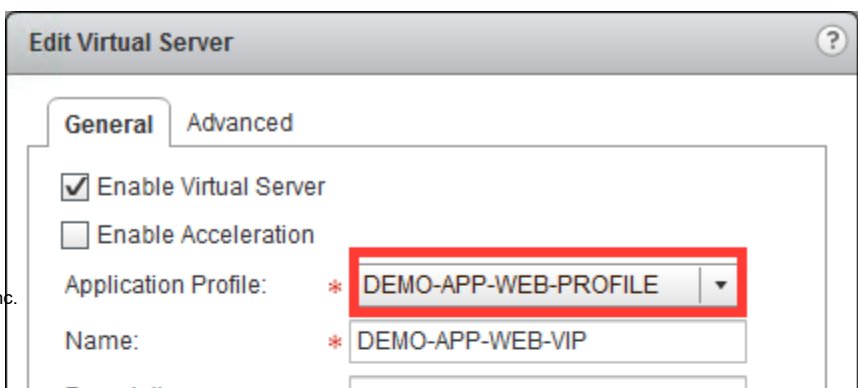 Edit Virtual Server ?
General Advanced
Enable Virtual Server
Enable Acceleration
Application Profile: * DEMO-APP-WEB-PROFILE
Name: * DEMO-APP-WEB-VIP